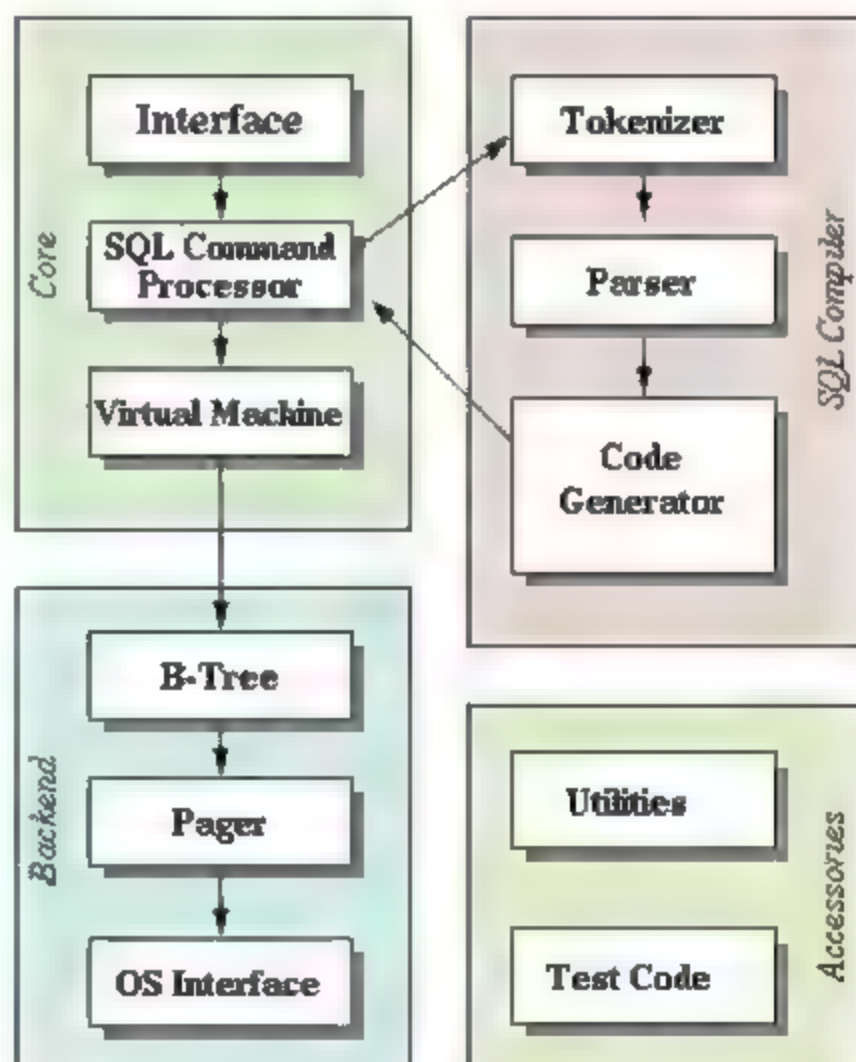 Core
Interface
SQL Command
Processor
Virtual Machine
SQL Compiler
Tokenizer
Parser
Code
Generator
Backend
B-Tree
Pager
OS Interface
Accessories
Utilities
Test Code